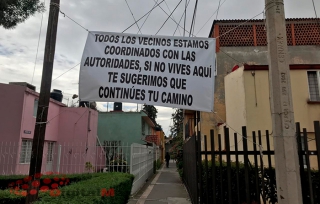 TODOS LOS VECINOS ESTAMOS
COORDINADOS CON LAS
AUTORIDADES, SI NO VIVES AQUI
TE SUGERIMOS QUE
CONTINÚES TU CAMINO